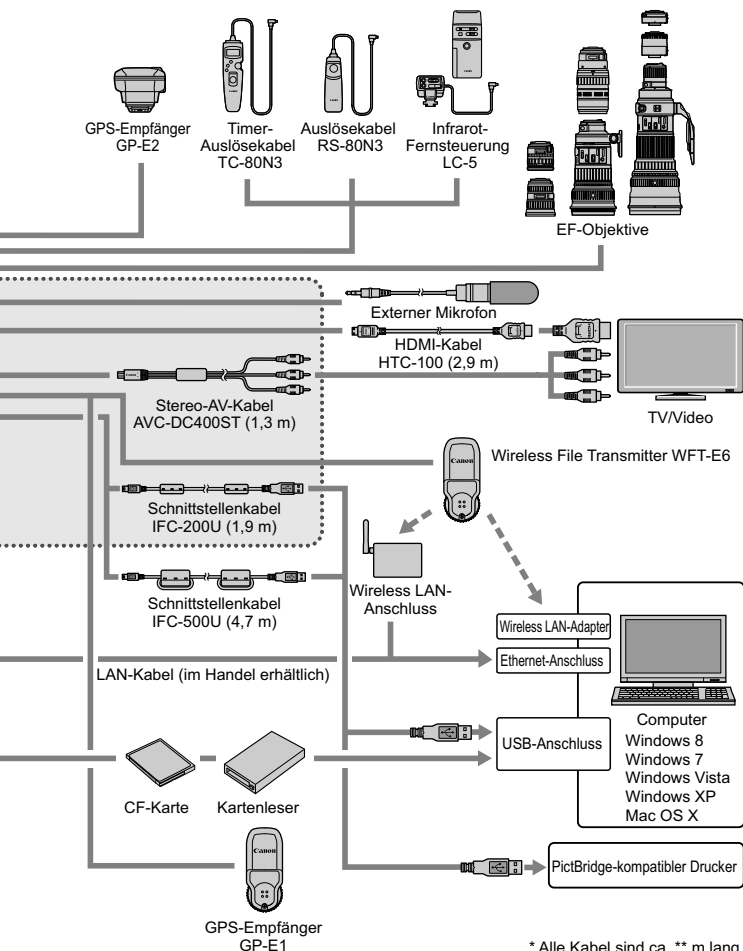 GPS-Empfänger
GP-E2
Timer-
Auslösekabel
TC-80N3
Auslösekabel
RS-80N3
Infrarot-
Fernsteuerung
LC-5
EF-Objektive
Externer Mikrofon
HDMI-Kabel
HTC-100 (2,9 m)
TV/Video
Stereo-AV-Kabel
AVC-DC400ST (1,3 m)
Canon
Wireless File Transmitter WFT-E6
Schnittstellenkabel
IFC-200U (1,9 m)
Wireless LAN-
Anschluss
Schnittstellenkabel
IFC-500U (4,7 m)
Wireless LAN-Adapter
Ethernet-Anschluss
LAN-Kabel (im Handel erhältlich)
USB-Anschluss
Computer
Windows 8
Windows 7
Windows Vista
Windows XP
Mac OS X
CF-Karte
Kartenleser
Canon
PictBridge-kompatibler Drucker
GPS-Empfänger
GP-E1
* Alle Kabel sind ca. ** m lang